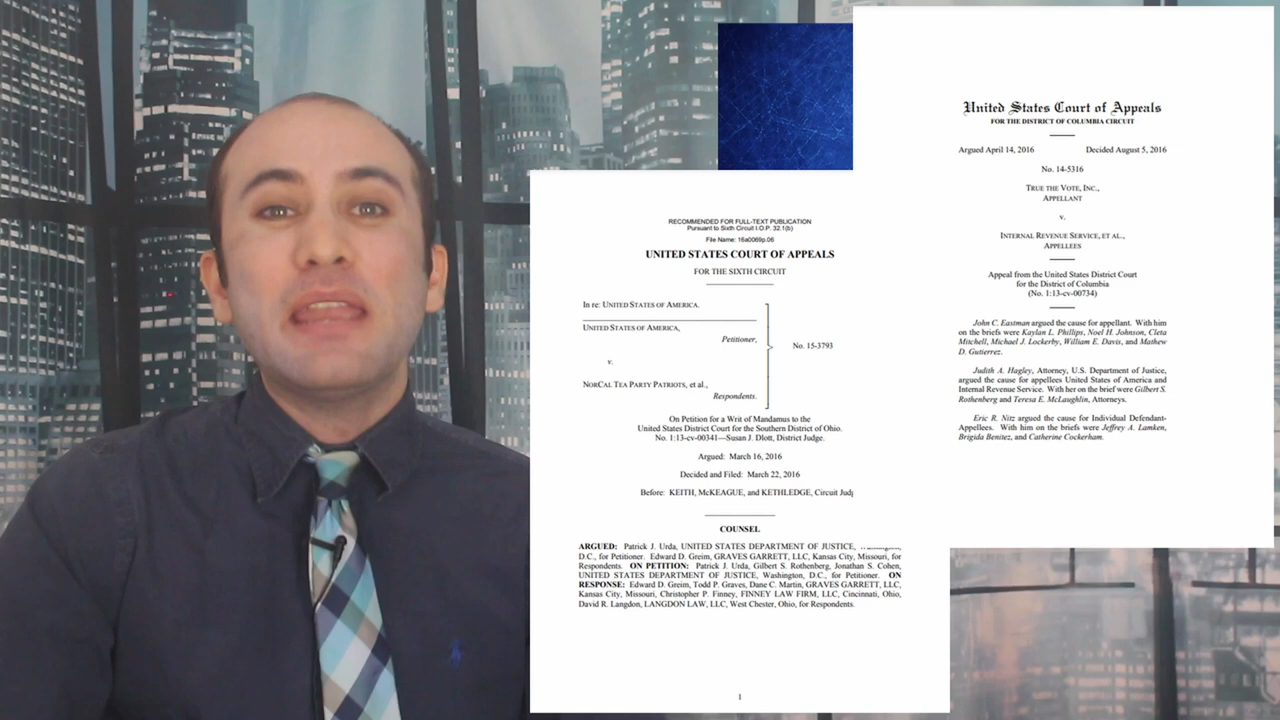 RECOMMENDED FOR FULL-TEXT PUBLICATION
Pursuant to Sixth Circuit I.O.P. 32.1(b)
File Name: 16a0069p.06
UNITED STATES COURT OF APPEALS
FOR THE SIXTH CIRCUIT
In re: UNITED STATES OF AMERICA.
UNITED STATES OF AMERICA,
Petitioner,
No. 15-3793
v.
NORCAL TEA PARTY PATRIOTS, et al.,
Respondents.
On Petition for a Writ of Mandamus to the
United States District Court for the Southern District of Ohio.
No. 1:13-cv-00341—Susan J. Dlott, District Judge.
Argued: March 16, 2016
Decided and Filed: March 22, 2016
Before: KEITH, McKEAGUE, and KETHLEDGE, Circuit
COUNSEL
ARGUED: Patrick J. Urda, UNITED STATES DEPARTMENT OF JUSTICE,
D.C., for Petitioner. Edward D. Greim, GRAVES GARRETT, LLC, Kansas City, Missouri, for
Respondents. ON PETITION: Patrick J. Urda, Gilbert S. Rothenberg, Jonathan S. Cohen,
UNITED STATES DEPARTMENT OF JUSTICE, Washington, D.C., for Petitioner. ON
RESPONSE: Edward D. Greim, Todd P. Graves, Dane C. Martin, GRAVES GARRETT, LLC,
Kansas City, Missouri, Christopher P. Finney, FINNEY LAW FIRM, LLC, Cincinnati, Ohio,
David R. Langdon, LANGDON LAW, LLC, West Chester, Ohio, for Respondents.
1
United States Court of Appeals
FOR THE DISTRICT OF COLUMBIA CIRCUIT
Argued April 14, 2016 Decided August 5, 2016
No. 14-5316
TRUE THE VOTE, INC.,
APPELLANT
v.
INTERNAL REVENUE SERVICE, ET AL.,
APPELLEES
Appeal from the United States District Court
for the District of Columbia
(No. 1:13-cv-00734)
John C. Eastman argued the cause for appellant. With him
on the briefs were Kaylan L. Phillips, Noel H. Johnson, Cleta
Mitchell, Michael J. Lockerby, William E. Davis, and Mathew
D. Gutierrez.
Judith A. Hagley, Attorney, U.S. Department of Justice,
argued the cause for appellees United States of America and
Internal Revenue Service. With her on the brief were Gilbert S.
Rothenberg and Teresa E. McLaughlin, Attorneys.
Eric R. Nitz argued the cause for Individual Defendant-
Appellees. With him on the briefs were Jeffrey A. Lamken,
Brigida Benitez, and Catherine Cockerham.